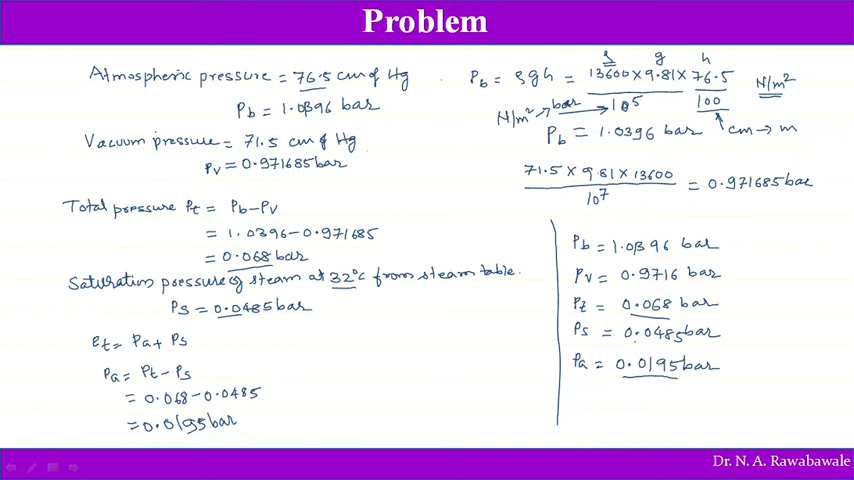 Problem
Atmospheric pressure = 76.5 cm of Hg
Pb = 1.0396 bar
Vacuum pressure = 71.5 cm of Hg
Pv = 0.971685 bar
Total pressure Pt = Pb-Pv
= 1.0396-0.971685
= 0.068 bar
Saturation pressure of steam at 32°C from steam table.
Ps = 0.0485 bar
Pt = Pa + Ps
Pa = Pt - Ps
= 0.068-0.0485
= 0.0195 bar
ρ g h
Pb = ρgh = 13600 × 9.81 × 76.5 N/m²
N/m² → bar → 10⁵ 100
Pb = 1.0396 bar cm → m
71.5 × 9.81 × 13600
= 0.971685 bar
10⁷
Pb = 1.0396 bar
Pv = 0.9716 bar
Pt = 0.068 bar
Ps = 0.0485 bar
Pa = 0.0195 bar
Dr. N. A. Rawabawale